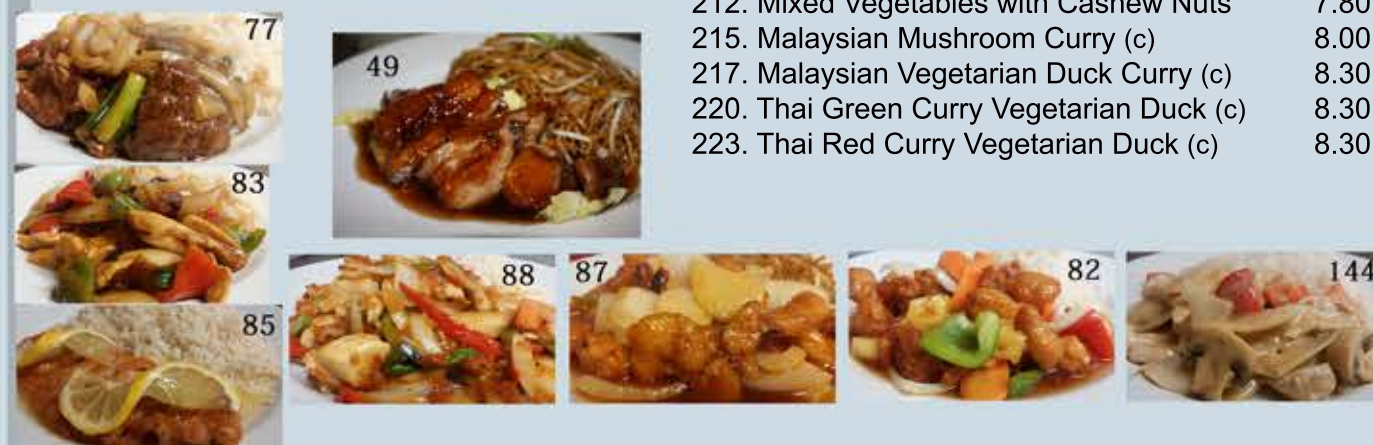 212. Mixed Vegetables with Cashew Nuts 7.80
215. Malaysian Mushroom Curry (c) 8.00
217. Malaysian Vegetarian Duck Curry (c) 8.30
220. Thai Green Curry Vegetarian Duck (c) 8.30
223. Thai Red Curry Vegetarian Duck (c) 8.30
77
49
83
88
87
82
144
85